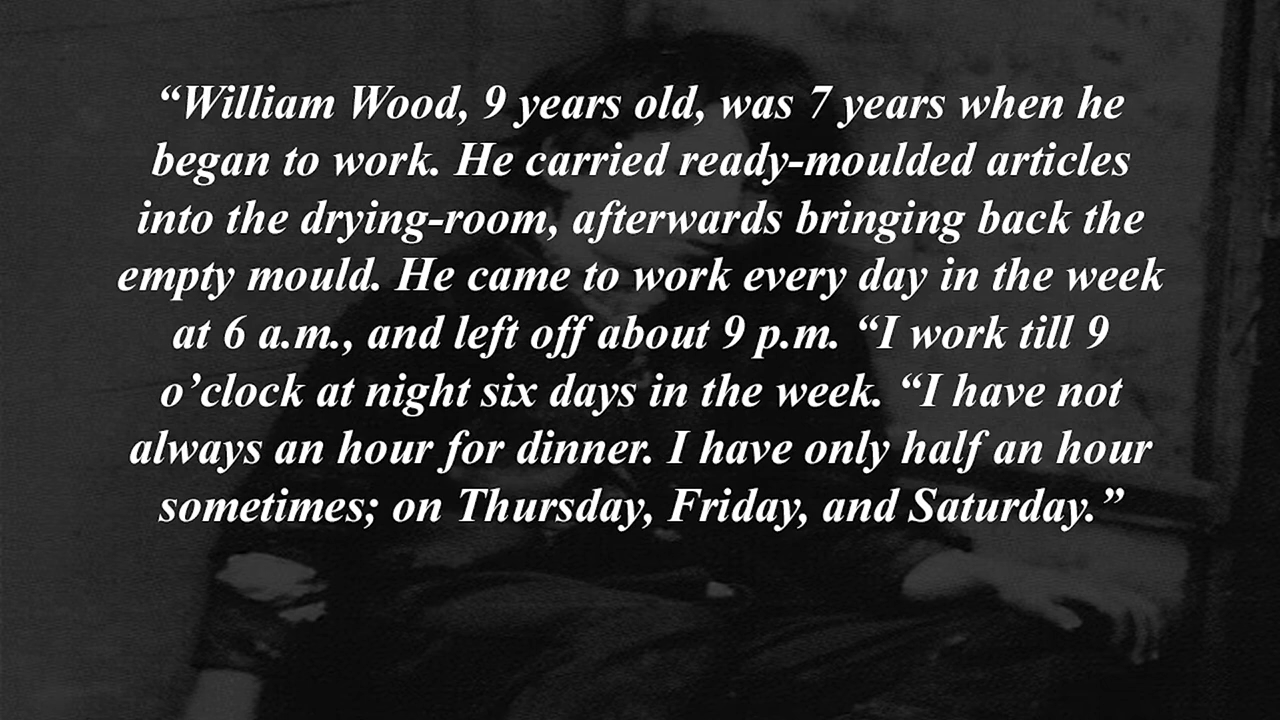 “William Wood, 9 years old, was 7 years when he
began to work. He carried ready-moulded articles
into the drying-room, afterwards bringing back the
empty mould. He came to work every day in the week
at 6 a.m., and left off about 9 p.m. “I work till 9
o’clock at night six days in the week. “I have not
always an hour for dinner. I have only half an hour
sometimes; on Thursday, Friday, and Saturday.”